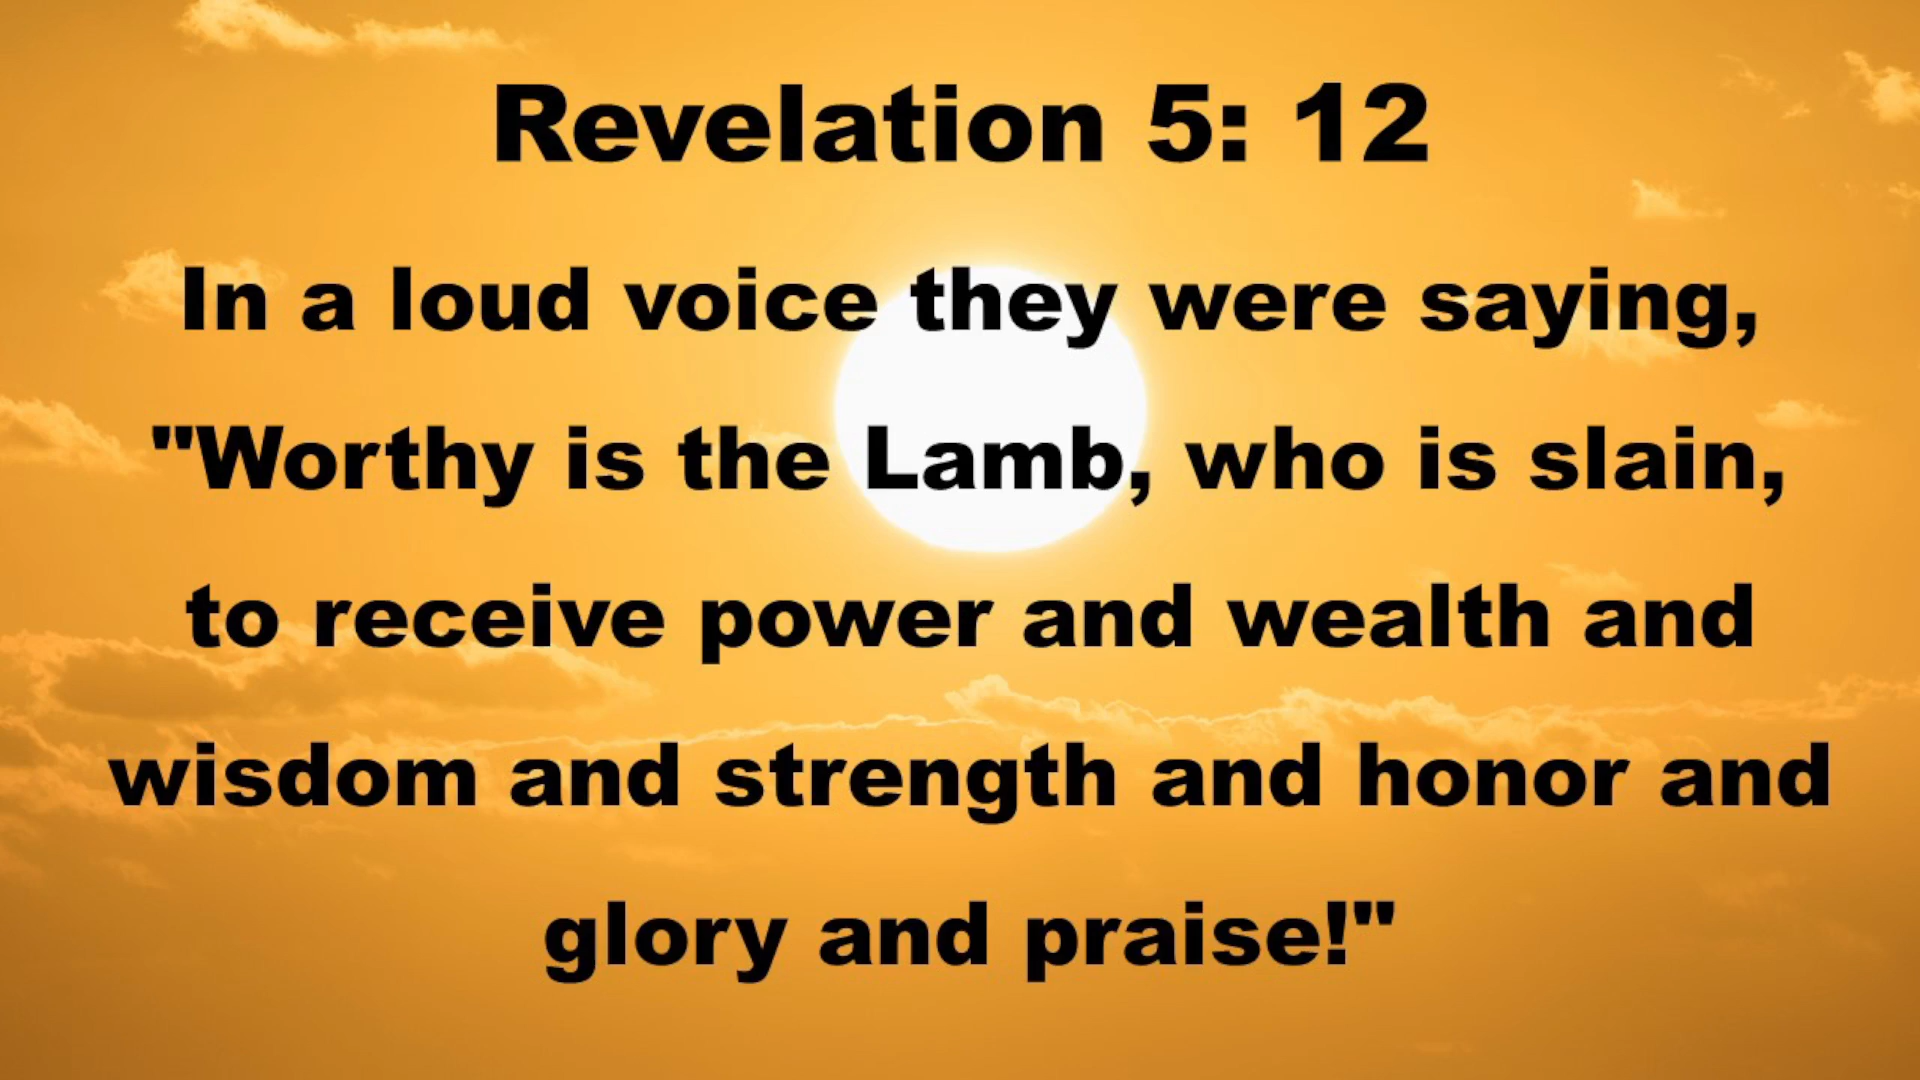 Revelation 5: 12
In a loud voice they were saying,
"Worthy is the Lamb, who is slain,
to receive power and wealth and
wisdom and strength and honor and
glory and praise!"